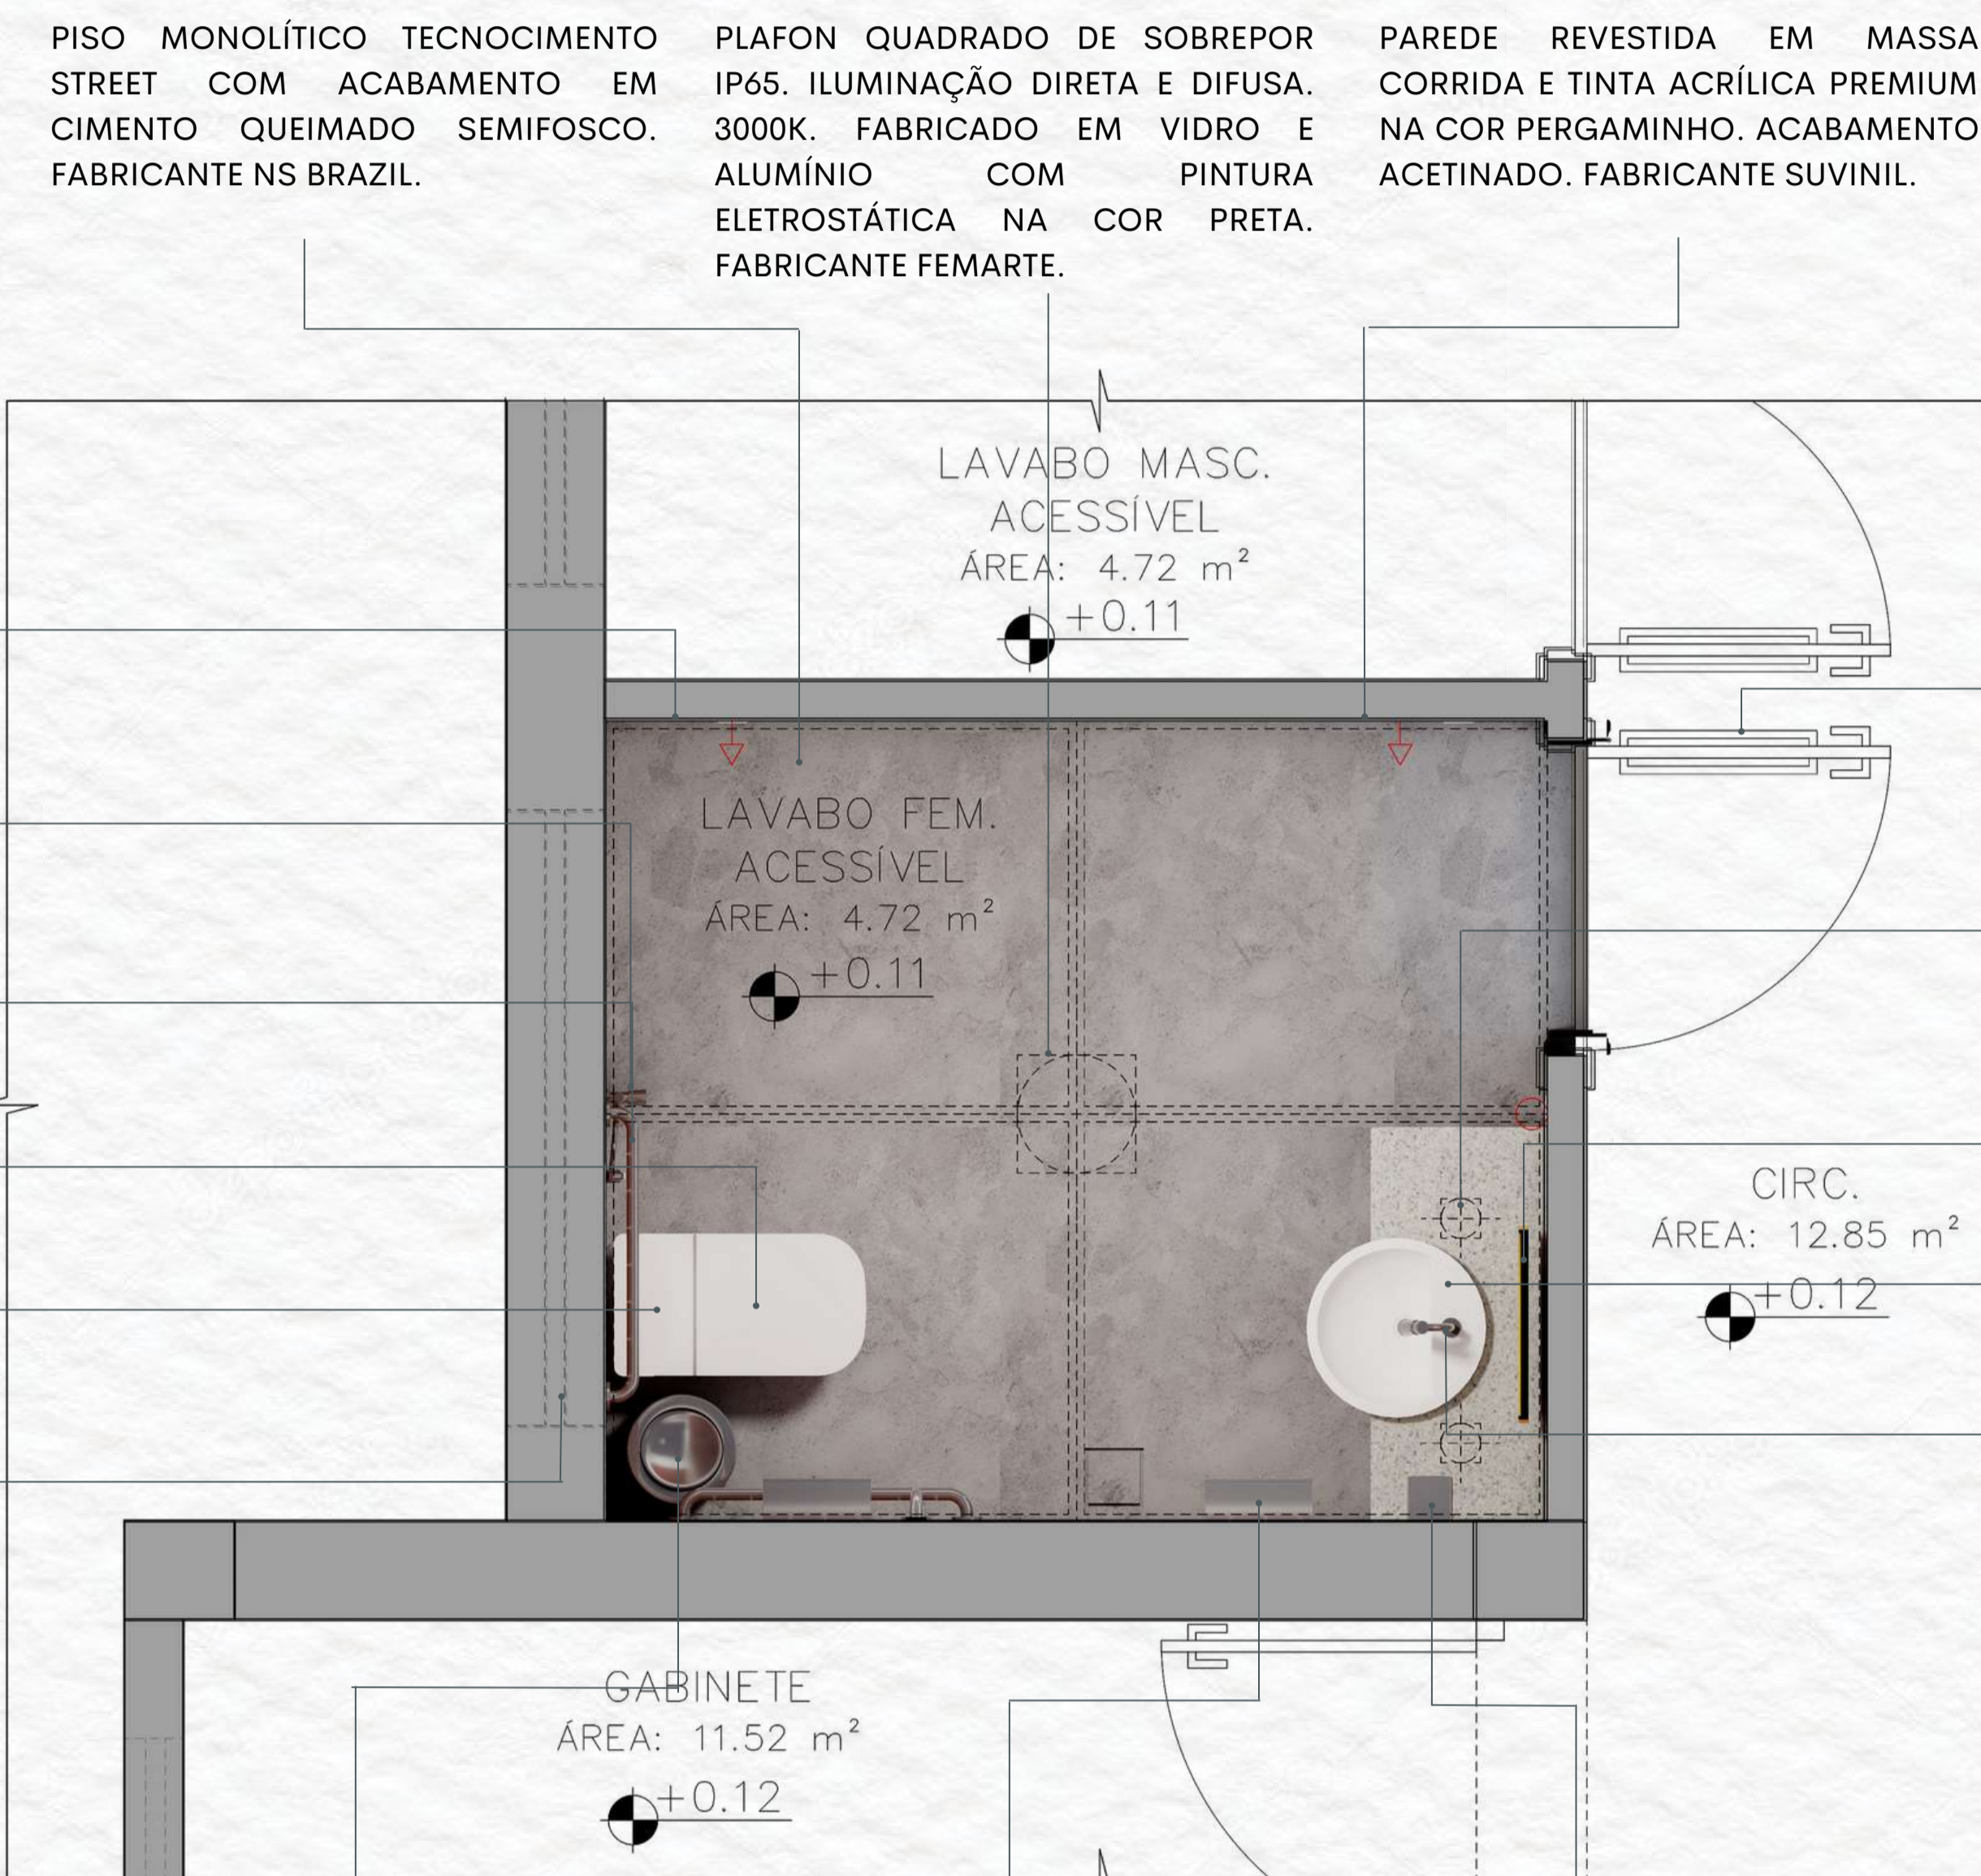 PISO MONOLÍTICO TECNOCIMENTO
STREET COM ACABAMENTO EM
CIMENTO QUEIMADO SEMIFOSCO.
FABRICANTE NS BRAZIL.
PLAFON QUADRADO DE SOBREPOR
IP65. ILUMINAÇÃO DIRETA E DIFUSA.
3000K. FABRICADO EM VIDRO E
ALUMÍNIO COM PINTURA
ELETROSTÁTICA NA COR PRETA.
FABRICANTE FEMARTE.
PAREDE REVESTIDA EM MASSA
CORRIDA E TINTA ACRÍLICA PREMIUM
NA COR PERGAMINHO. ACABAMENTO
ACETINADO. FABRICANTE SUVINIL.
LAVABO MASC.
ACESSÍVEL
ÁREA: 4.72 m²
+0.11
LAVABO FEM.
ACESSÍVEL
ÁREA: 4.72 m²
+0.11
CIRC.
ÁREA: 12.85 m²
+0.12
GABINETE
ÁREA: 11.52 m²
+0.12